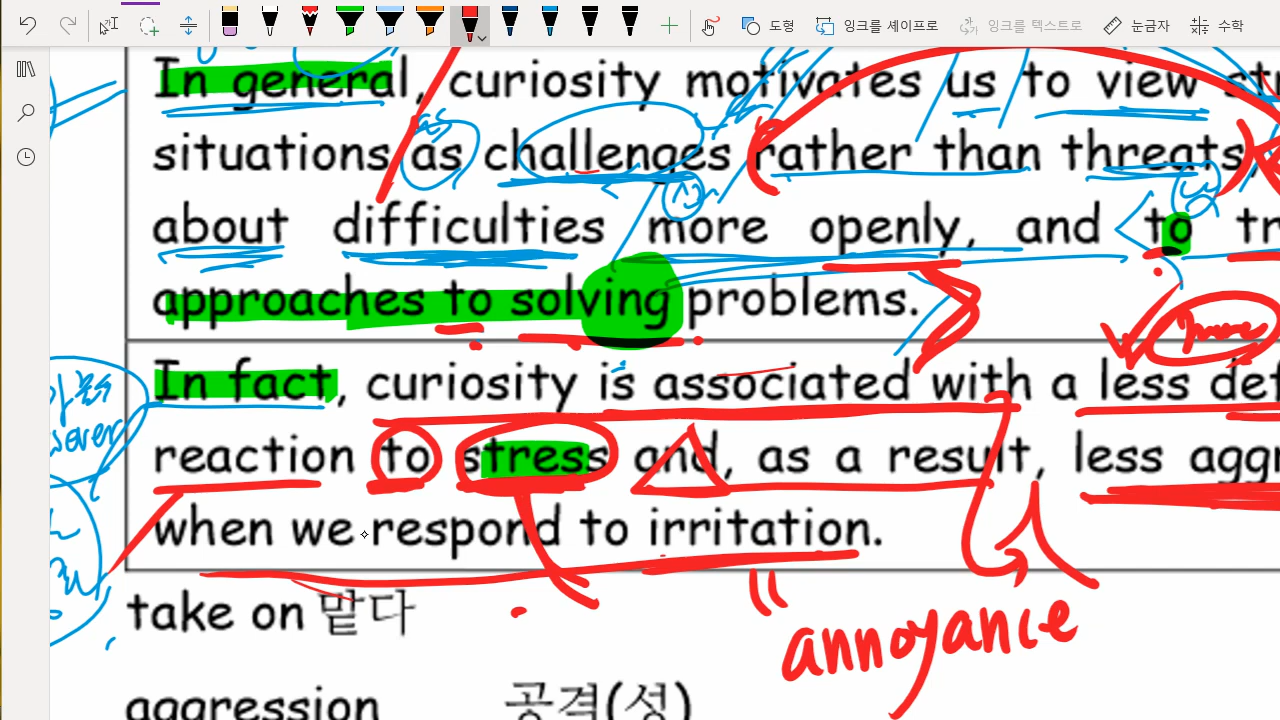 도형 잉크를 셰이프로 잉크를 텍스트로 눈금자 수학
In general, curiosity motivates us to view
situations as challenges rather than threats,
about difficulties more openly, and to
approaches to solving problems.
more
In fact, curiosity is associated with a less
reaction to stress and, as a result, less
when we respond to irritation.
annoyance
take on 맡다
aggression 공격(성)